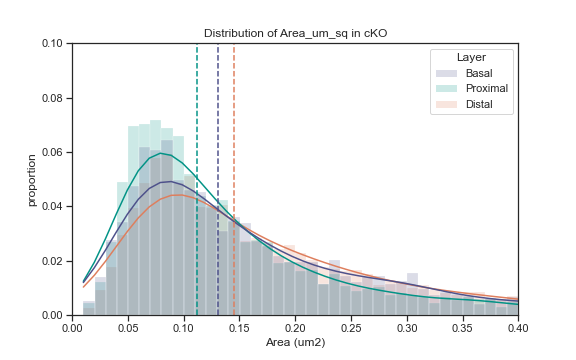 Distribution of Area_um_sq in cKO
Layer
Basal
Proximal
Distal
proportion
0.10
0.08
0.06
0.04
0.02
0.00
0.00 0.05 0.10 0.15 0.20 0.25 0.30 0.35 0.40
Area (um2)